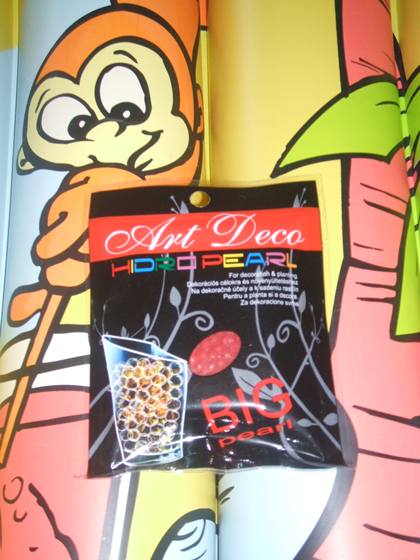 Art Deco
HIDRO PEARL
For decoration & planting
Dekorációs célokra és növényültetéshez
Na dekoračné účely a k sadeniu rastlín
Pentru a planta si a decora
Za dekoracione svrhe
BIG
pearl